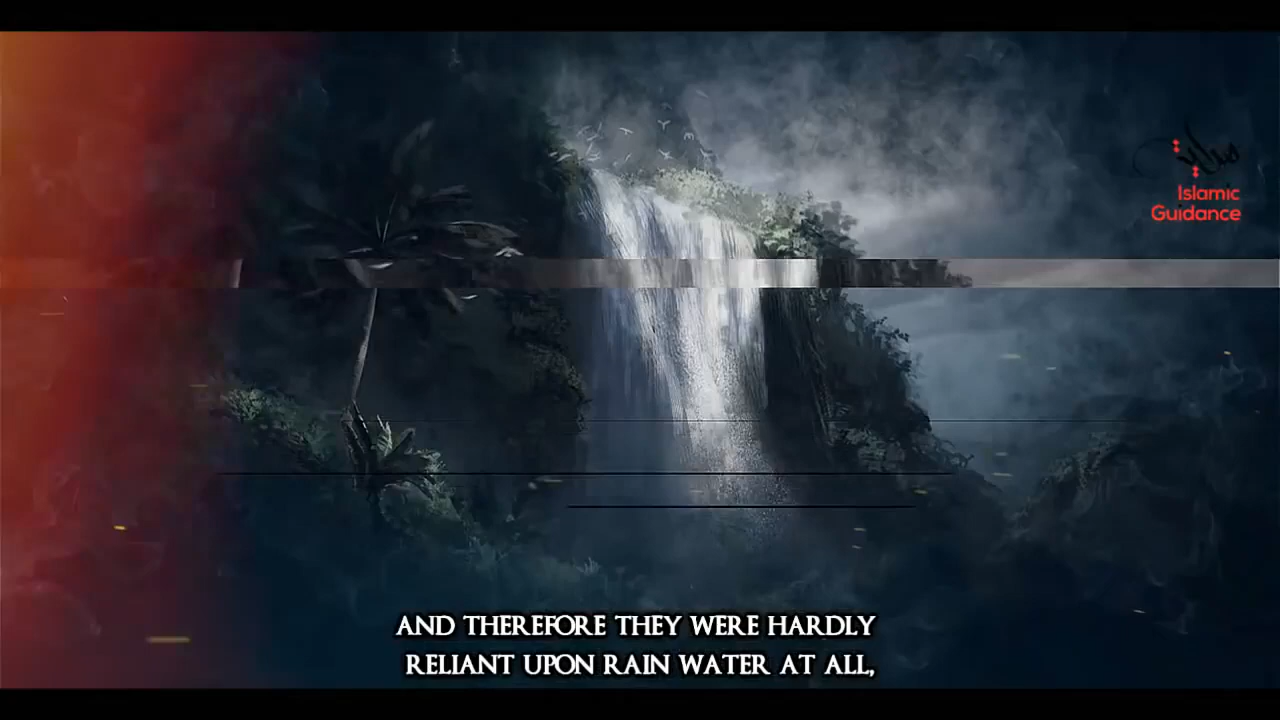 Islamic
Guidance
AND THEREFORE THEY WERE HARDLY
RELIANT UPON RAIN WATER AT ALL,